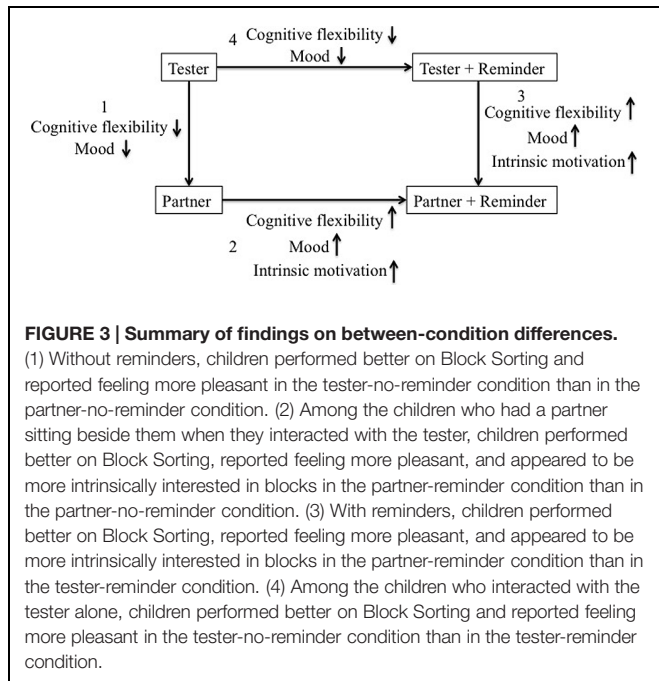 4 Cognitive flexibility ↓
Mood ↓
Tester
Tester + Reminder
1
Cognitive flexibility ↓
Mood ↓
3
Cognitive flexibility ↑
Mood ↑
Intrinsic motivation ↑
Partner
Partner + Reminder
Cognitive flexibility ↑
2 Mood ↑
Intrinsic motivation ↑
FIGURE 3 | Summary of findings on between-condition differences.
(1) Without reminders, children performed better on Block Sorting and
reported feeling more pleasant in the tester-no-reminder condition than in the
partner-no-reminder condition. (2) Among the children who had a partner
sitting beside them when they interacted with the tester, children performed
better on Block Sorting, reported feeling more pleasant, and appeared to be
more intrinsically interested in blocks in the partner-reminder condition than in
the partner-no-reminder condition. (3) With reminders, children performed
better on Block Sorting, reported feeling more pleasant, and appeared to be
more intrinsically interested in blocks in the partner-reminder condition than in
the tester-reminder condition. (4) Among the children who interacted with the
tester alone, children performed better on Block Sorting and reported feeling
more pleasant in the tester-no-reminder condition than in the tester-reminder
condition.